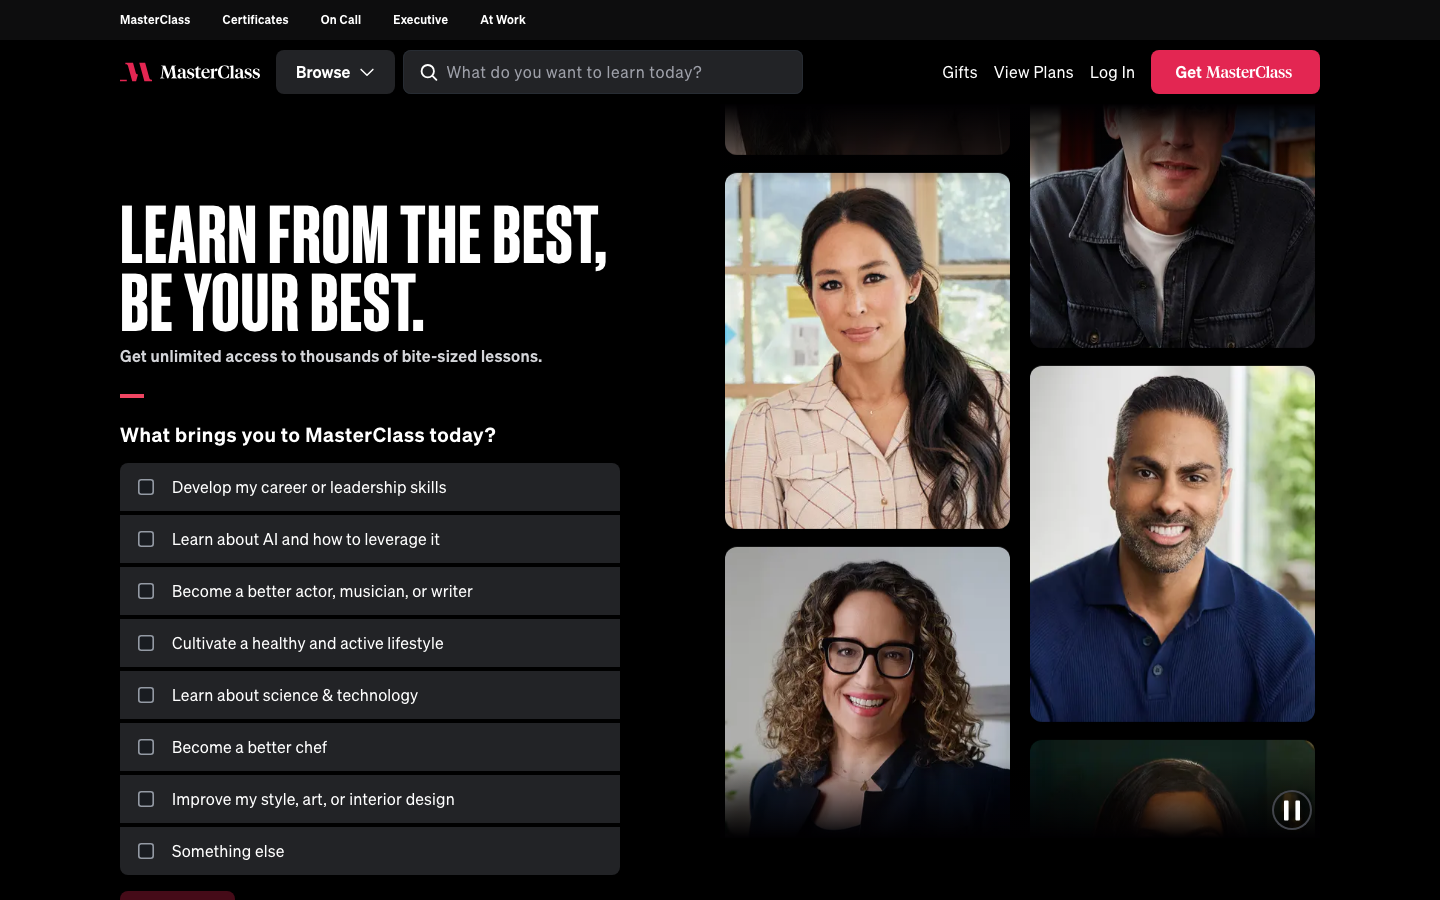 MasterClass Certificates On Call Executive At Work
MasterClass Browse What do you want to learn today? Gifts View Plans Log In Get MasterClass
LEARN FROM THE BEST,
BE YOUR BEST.
Get unlimited access to thousands of bite-sized lessons.
What brings you to MasterClass today?
Develop my career or leadership skills
Learn about AI and how to leverage it
Become a better actor, musician, or writer
Cultivate a healthy and active lifestyle
Learn about science & technology
Become a better chef
Improve my style, art, or interior design
Something else